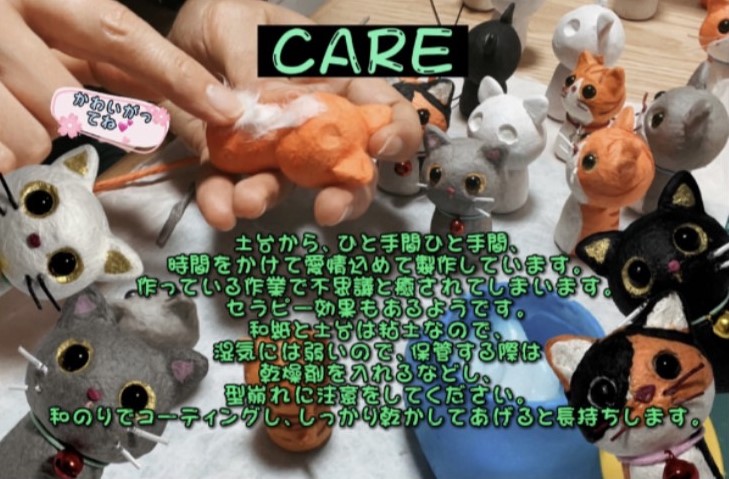 CARE
かわいがっ
てね💕
土台から、ひと手間ひと手間、
時間をかけて愛情込めて製作しています。
作っている作業で不思議と癒されてしまいます。
セラピー効果もあるようです。
和紙と土台は粘土なので、
湿気には弱いので、保管する際は
乾燥剤を入れるなどし、
型崩れに注意をしてください。
和のりでコーティングし、しっかり乾かしてあげると長持ちします。